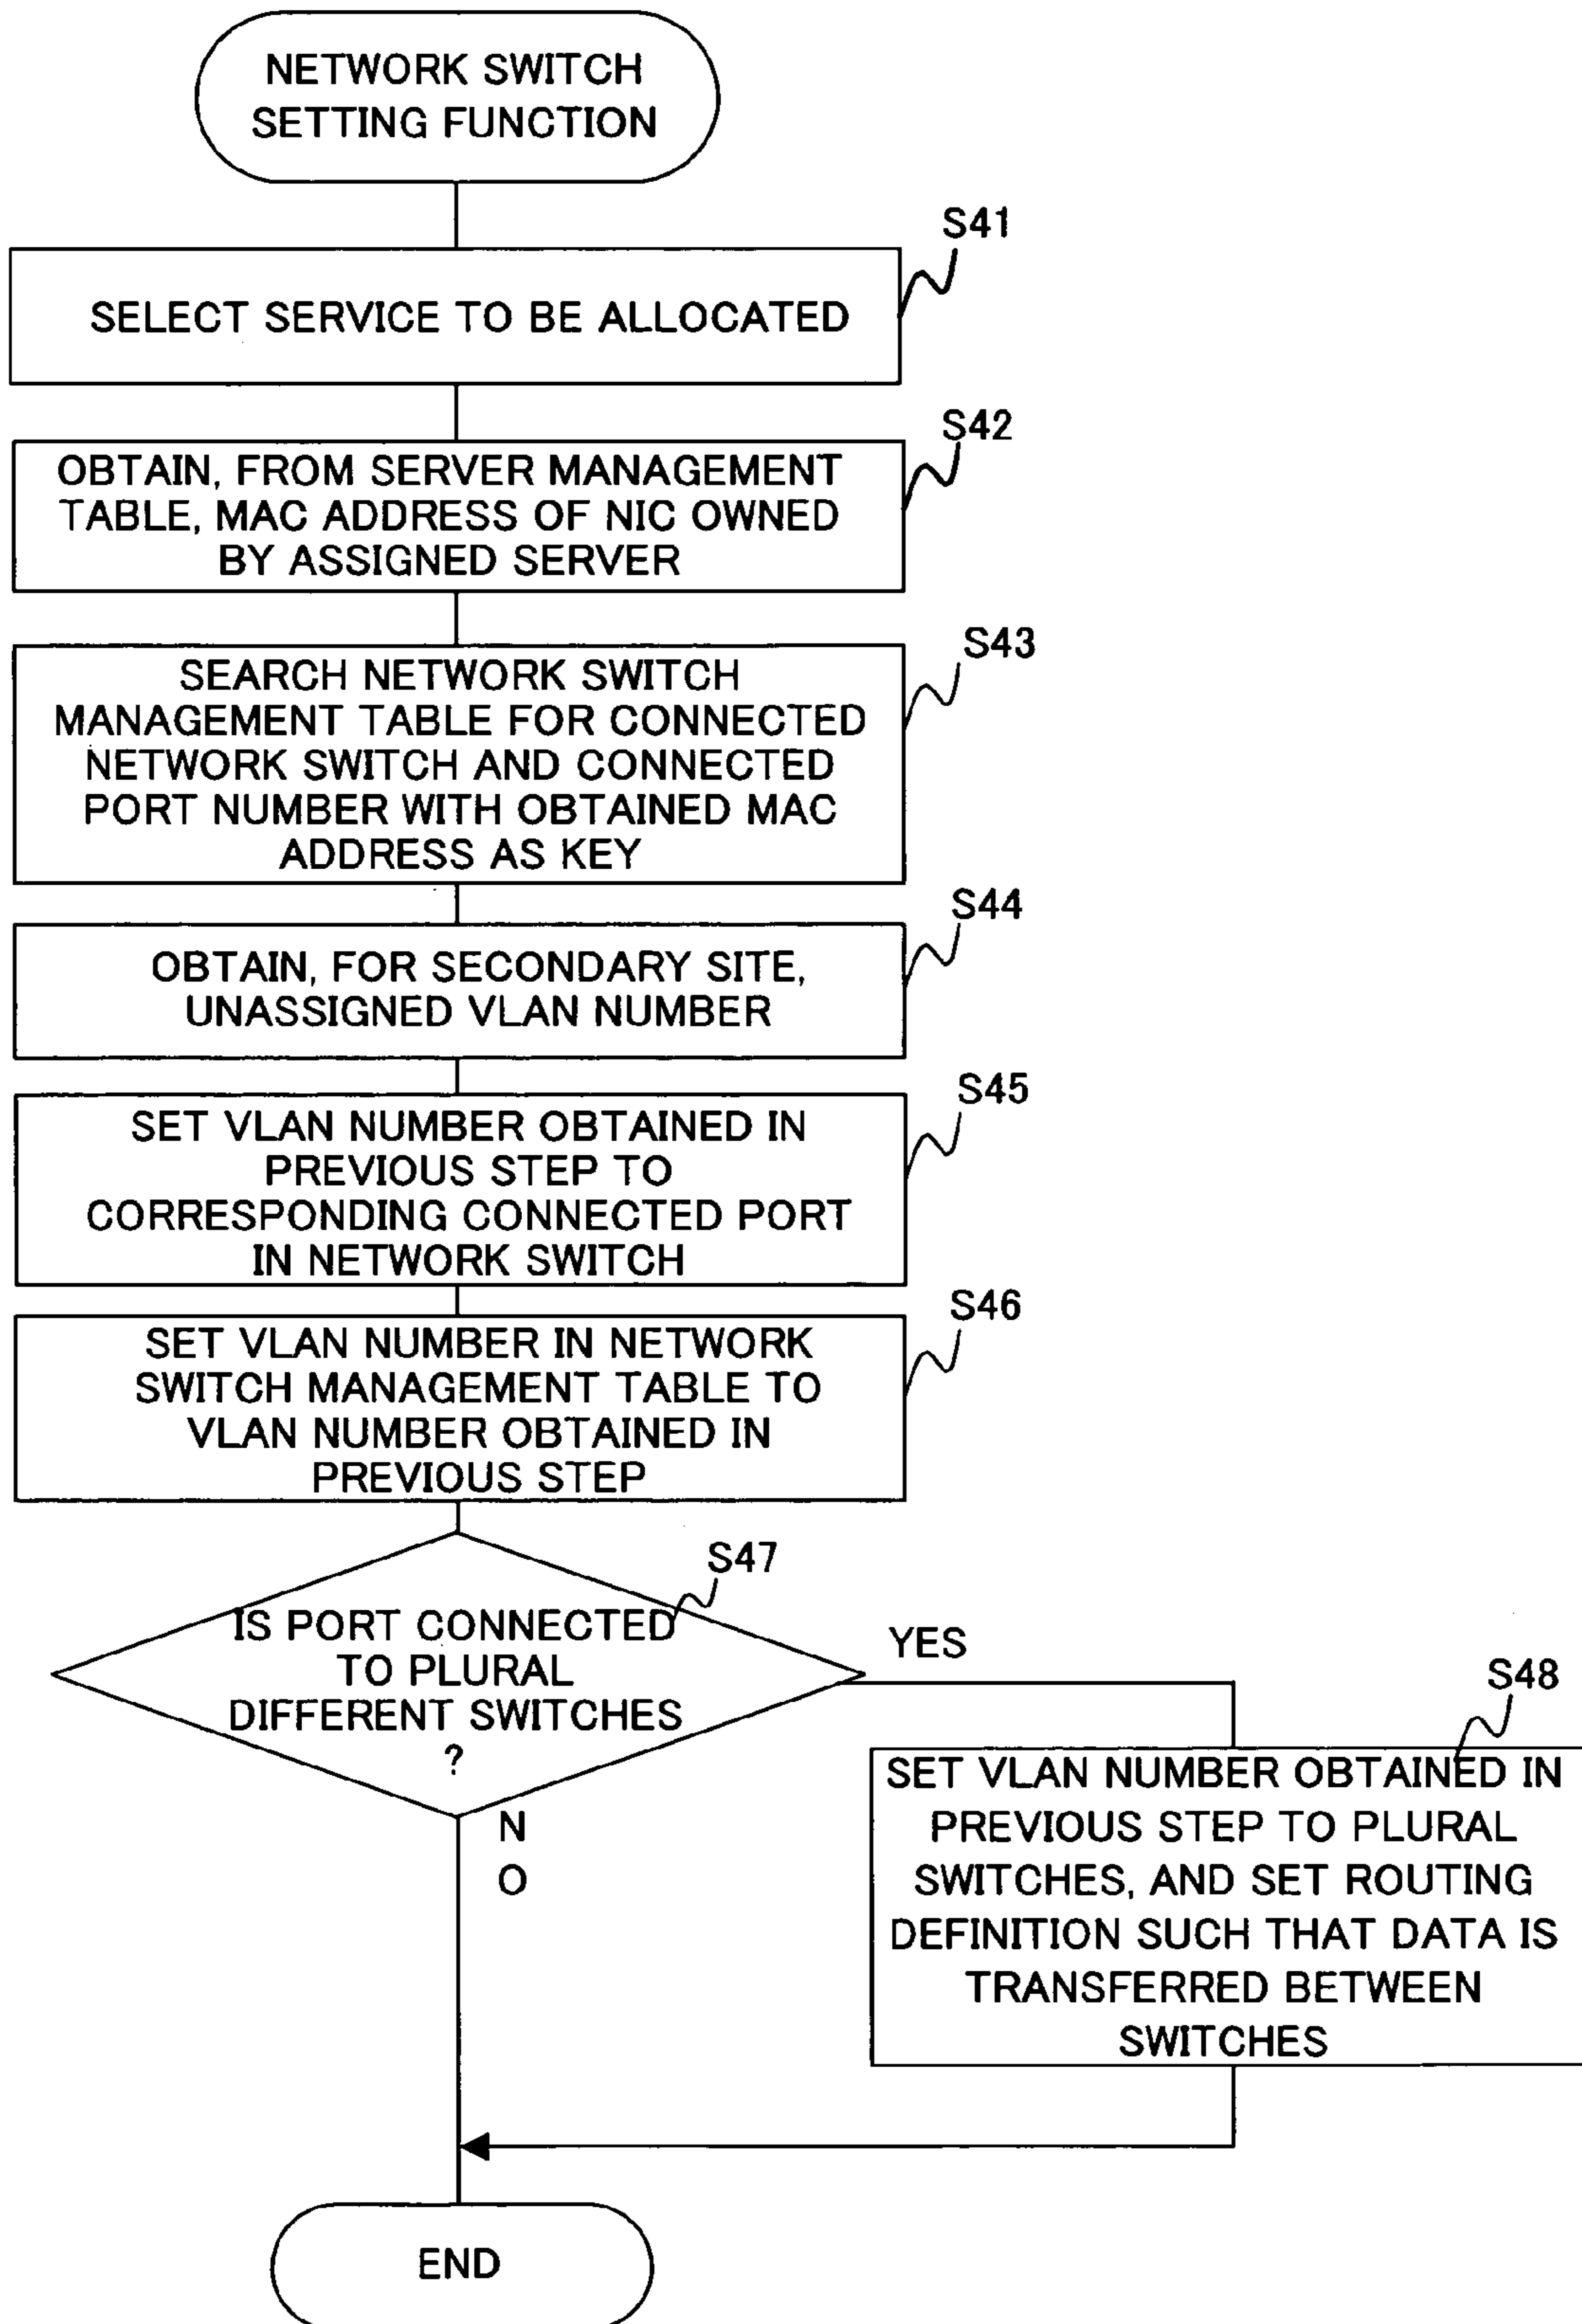 NETWORK SWITCH
SETTING FUNCTION
S41
SELECT SERVICE TO BE ALLOCATED
S42
OBTAIN, FROM SERVER MANAGEMENT
TABLE, MAC ADDRESS OF NIC OWNED
BY ASSIGNED SERVER
S43
SEARCH NETWORK SWITCH
MANAGEMENT TABLE FOR CONNECTED
NETWORK SWITCH AND CONNECTED
PORT NUMBER WITH OBTAINED MAC
ADDRESS AS KEY
S44
OBTAIN, FOR SECONDARY SITE,
UNASSIGNED VLAN NUMBER
S45
SET VLAN NUMBER OBTAINED IN
PREVIOUS STEP TO
CORRESPONDING CONNECTED PORT
IN NETWORK SWITCH
S46
SET VLAN NUMBER IN NETWORK
SWITCH MANAGEMENT TABLE TO
VLAN NUMBER OBTAINED IN
PREVIOUS STEP
S47
IS PORT CONNECTED
TO PLURAL
DIFFERENT SWITCHES
?
YES
N
O
S48
SET VLAN NUMBER OBTAINED IN
PREVIOUS STEP TO PLURAL
SWITCHES, AND SET ROUTING
DEFINITION SUCH THAT DATA IS
TRANSFERRED BETWEEN
SWITCHES
END